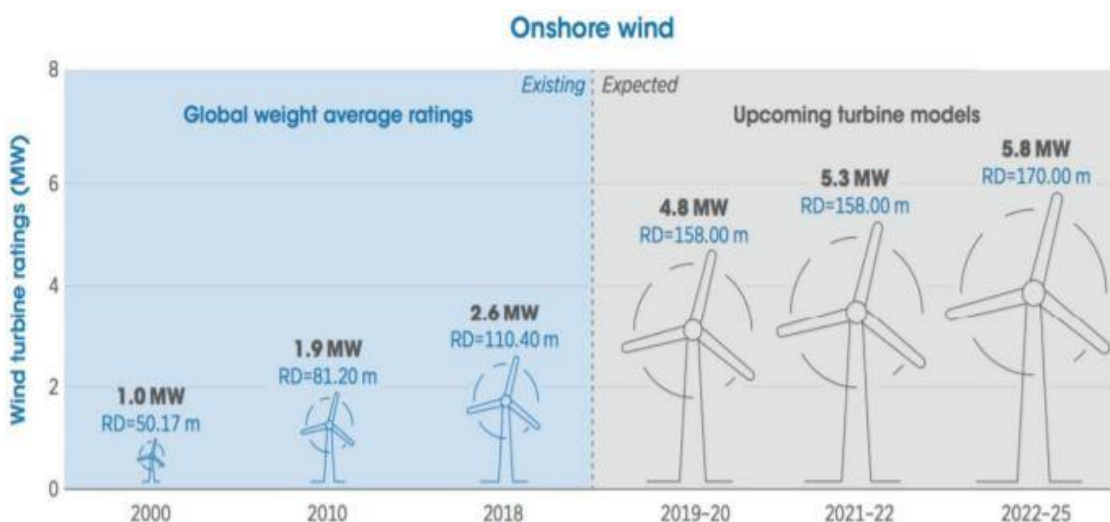 Onshore wind
Wind turbine ratings (MW)
8
6
4
2
0
Existing
Expected
Global weight average ratings
Upcoming turbine models
1.0 MW
RD=50.17 m
1.9 MW
RD=81.20 m
2.6 MW
RD=110.40 m
4.8 MW
RD=158.00 m
5.3 MW
RD=158.00 m
5.8 MW
RD=170.00 m
2000
2010
2018
2019-20
2021-22
2022-25